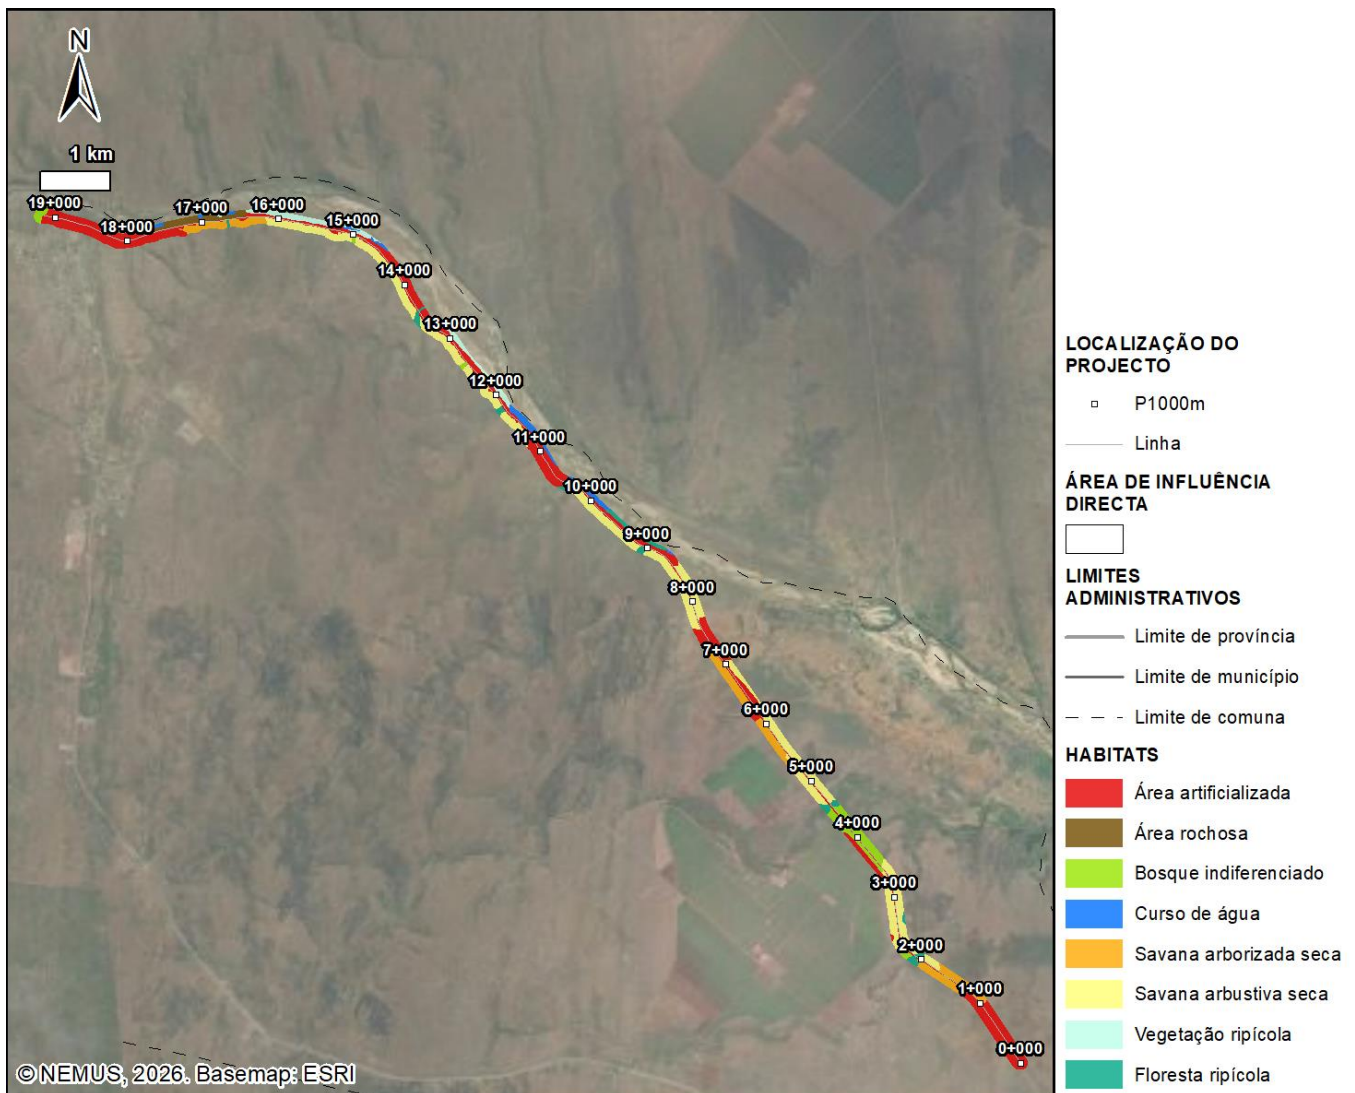 N
1 km
19+000
18+000
17+000
16+000
15+000
14+000
13+000
12+000
11+000
10+000
9+000
8+000
7+000
6+000
5+000
4+000
3+000
2+000
1+000
0+000
© NEMUS, 2026. Basemap: ESRI
LOCALIZAÇÃO DO
PROJECTO
P1000m
Linha
ÁREA DE INFLUÊNCIA
DIRECTA
LIMITES
ADMINISTRATIVOS
Limite de província
Limite de município
Limite de comuna
HABITATS
Área artificializada
Área rochosa
Bosque indiferenciado
Curso de água
Savana arborizada seca
Savana arbustiva seca
Vegetação ripícola
Floresta ripícola